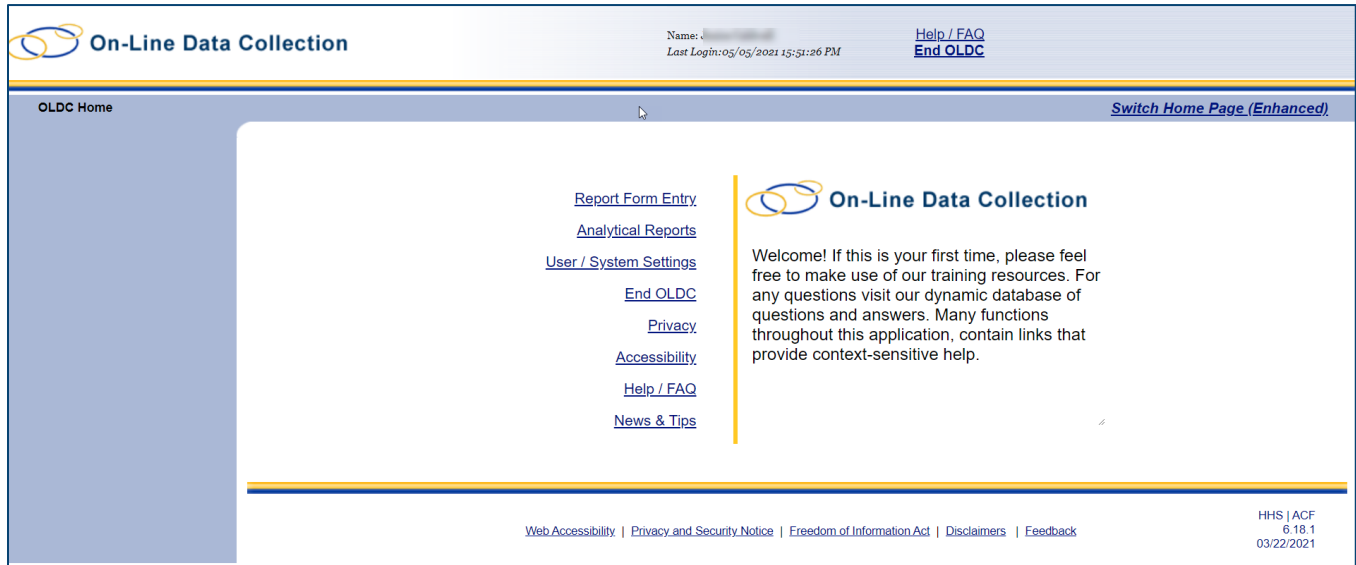 On-Line Data Collection
Name:
Last Login:05/05/2021 15:51:26 PM
Help / FAQ
End OLDC
OLDC Home
Switch Home Page (Enhanced)
Report Form Entry
Analytical Reports
User / System Settings
End OLDC
Privacy
Accessibility
Help / FAQ
News & Tips
On-Line Data Collection
Welcome! If this is your first time, please feel
free to make use of our training resources. For
any questions visit our dynamic database of
questions and answers. Many functions
throughout this application, contain links that
provide context-sensitive help.
Web Accessibility | Privacy and Security Notice | Freedom of Information Act | Disclaimers | Feedback
HHS | ACF
6.18.1
03/22/2021